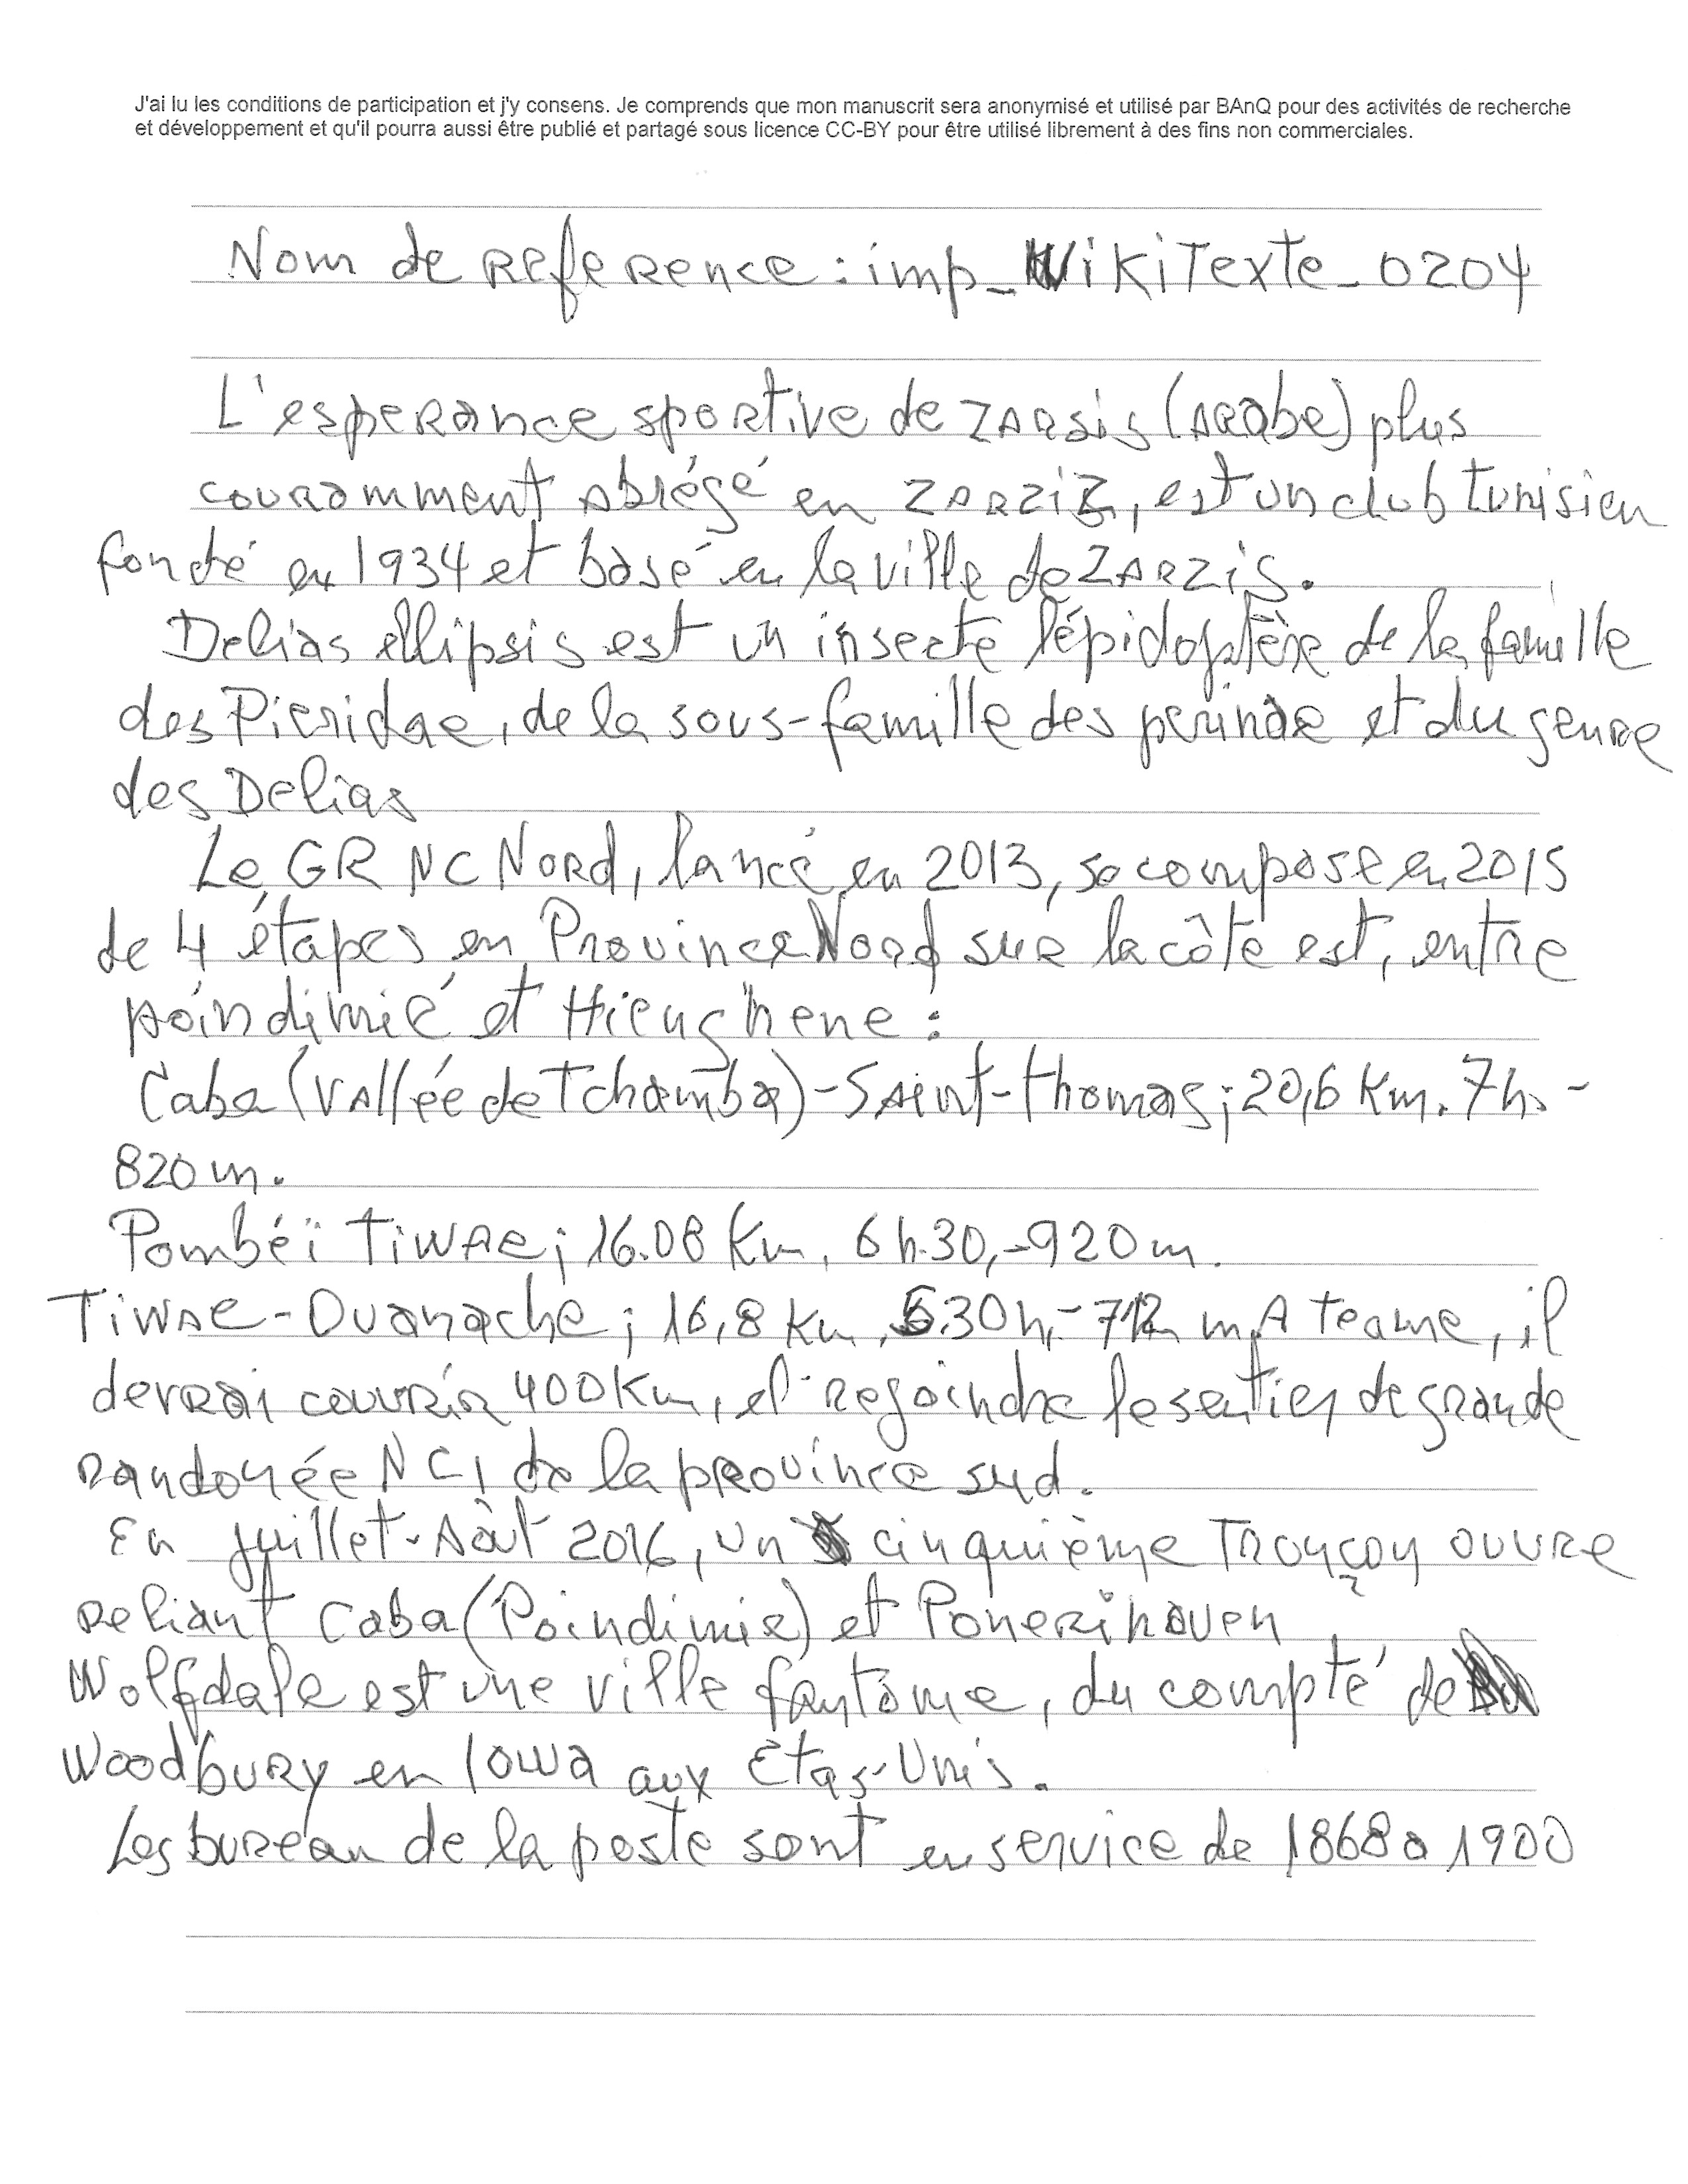 J'ai lu les conditions de participation et j'y consens. Je comprends que mon manuscrit sera anonymisé et utilisé par BAnQ pour des activités de recherche
et développement et qu'il pourra aussi être publié et partagé sous licence CC-BY pour être utilisé librement à des fins non commerciales.
Nom de reference : imp_WikiTexte_0204
L'esperance sportive de ZARSis (Arabe) plus
couramment abrégé en ZARZiZ, est un club tunisien
fondé en 1934 et basé en la ville de ZARZiS.
Delias ellipsis est un insecte lépidoptère de la famille
des Pieridae, de la sous-famille des perinae et du genre
des Delias
Le GR NC Nord, lancé en 2013, se compose en 2015
de 4 étapes en Province Nord sur la côte est, entre
poindimié et Hienghene :
Caba (Vallée de Tchamba) - Saint-thomas ; 20,6 Km. 7h. -
820 m.
Pombéï Tiwae ; 16.08 Km, 6 h.30, -920 m.
Tiwae - Ouanache ; 16,8 Km, 5.30 h, - 712 m. A terme, il
devrai couvrir 400 Km, et rejoindre le sentier de grande
randonée NC1 de la province sud.
En juillet-Aôut 2016, un cinquième Tronçon ouvre
reliant Caba (Poindimie) et Ponerihouen
Wolfdale est une ville fantôme, du compté de
Woodbury en Iowa aux Etas-Unis.
Les bureau de la poste sont en service de 1868 a 1900